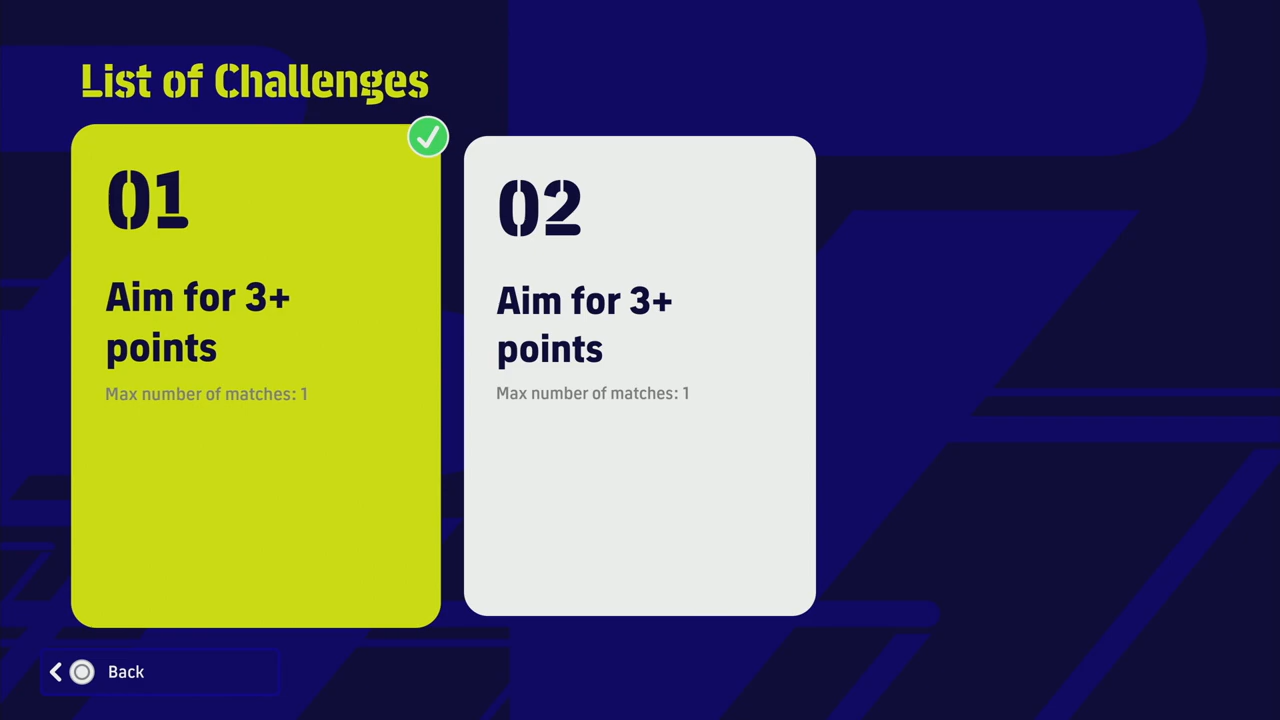 List of Challenges
01
Aim for 3+
points
Max number of matches: 1
02
Aim for 3+
points
Max number of matches: 1
Back